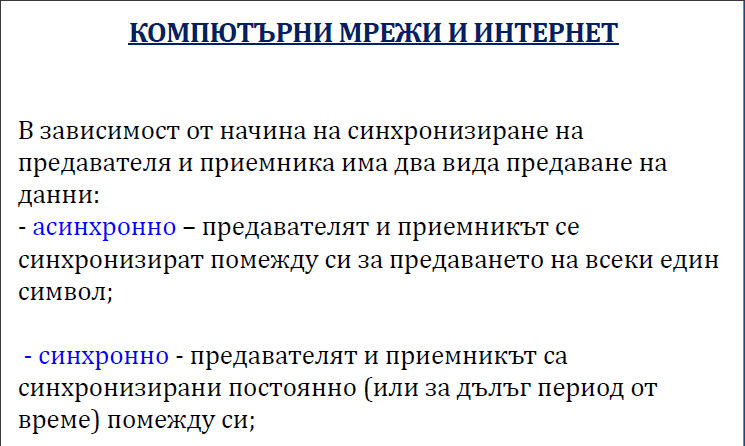 КОМПЮТЪРНИ МРЕЖИ И ИНТЕРНЕТ
В зависимост от начина на синхронизиране на
предавателя и приемника има два вида предаване на
данни:
- асинхронно – предавателят и приемникът се
синхронизират помежду си за предаването на всеки един
символ;
- синхронно - предавателят и приемникът са
синхронизирани постоянно (или за дълъг период от
време) помежду си;